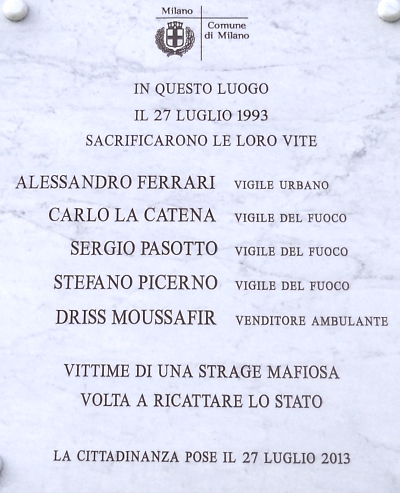 Milano
Comune
di Milano
IN QUESTO LUOGO
IL 27 LUGLIO 1993
SACRIFICARONO LE LORO VITE
ALESSANDRO FERRARI VIGILE URBANO
CARLO LA CATENA VIGILE DEL FUOCO
SERGIO PASOTTO VIGILE DEL FUOCO
STEFANO PICERNO VIGILE DEL FUOCO
DRISS MOUSSAFIR VENDITORE AMBULANTE
VITTIME DI UNA STRAGE MAFIOSA
VOLTA A RICATTARE LO STATO
LA CITTADINANZA POSE IL 27 LUGLIO 2013